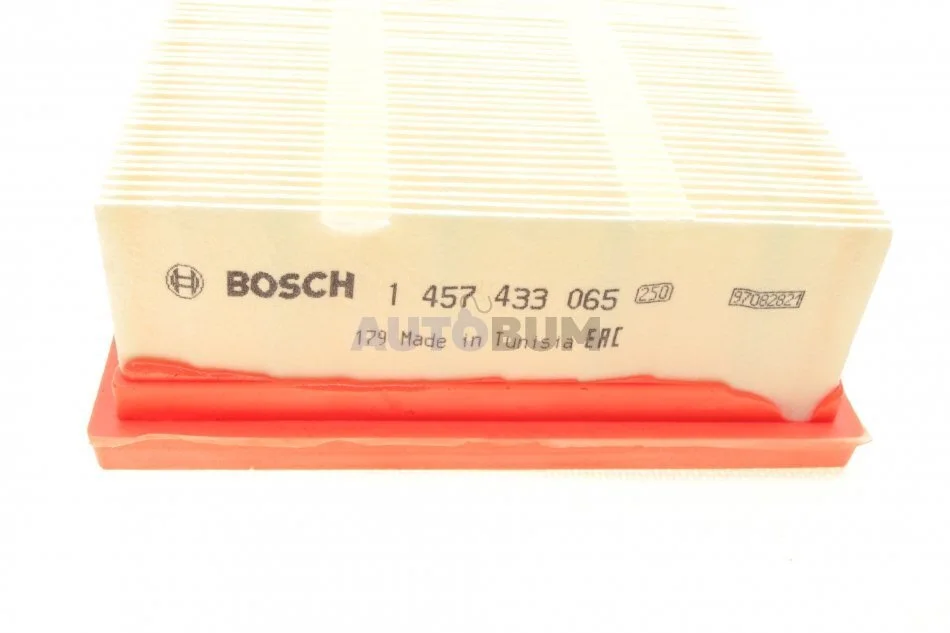 BOSCH 1 457 433 065 250 97082821
AUTOBUM
179 Made in Tunisia EAC